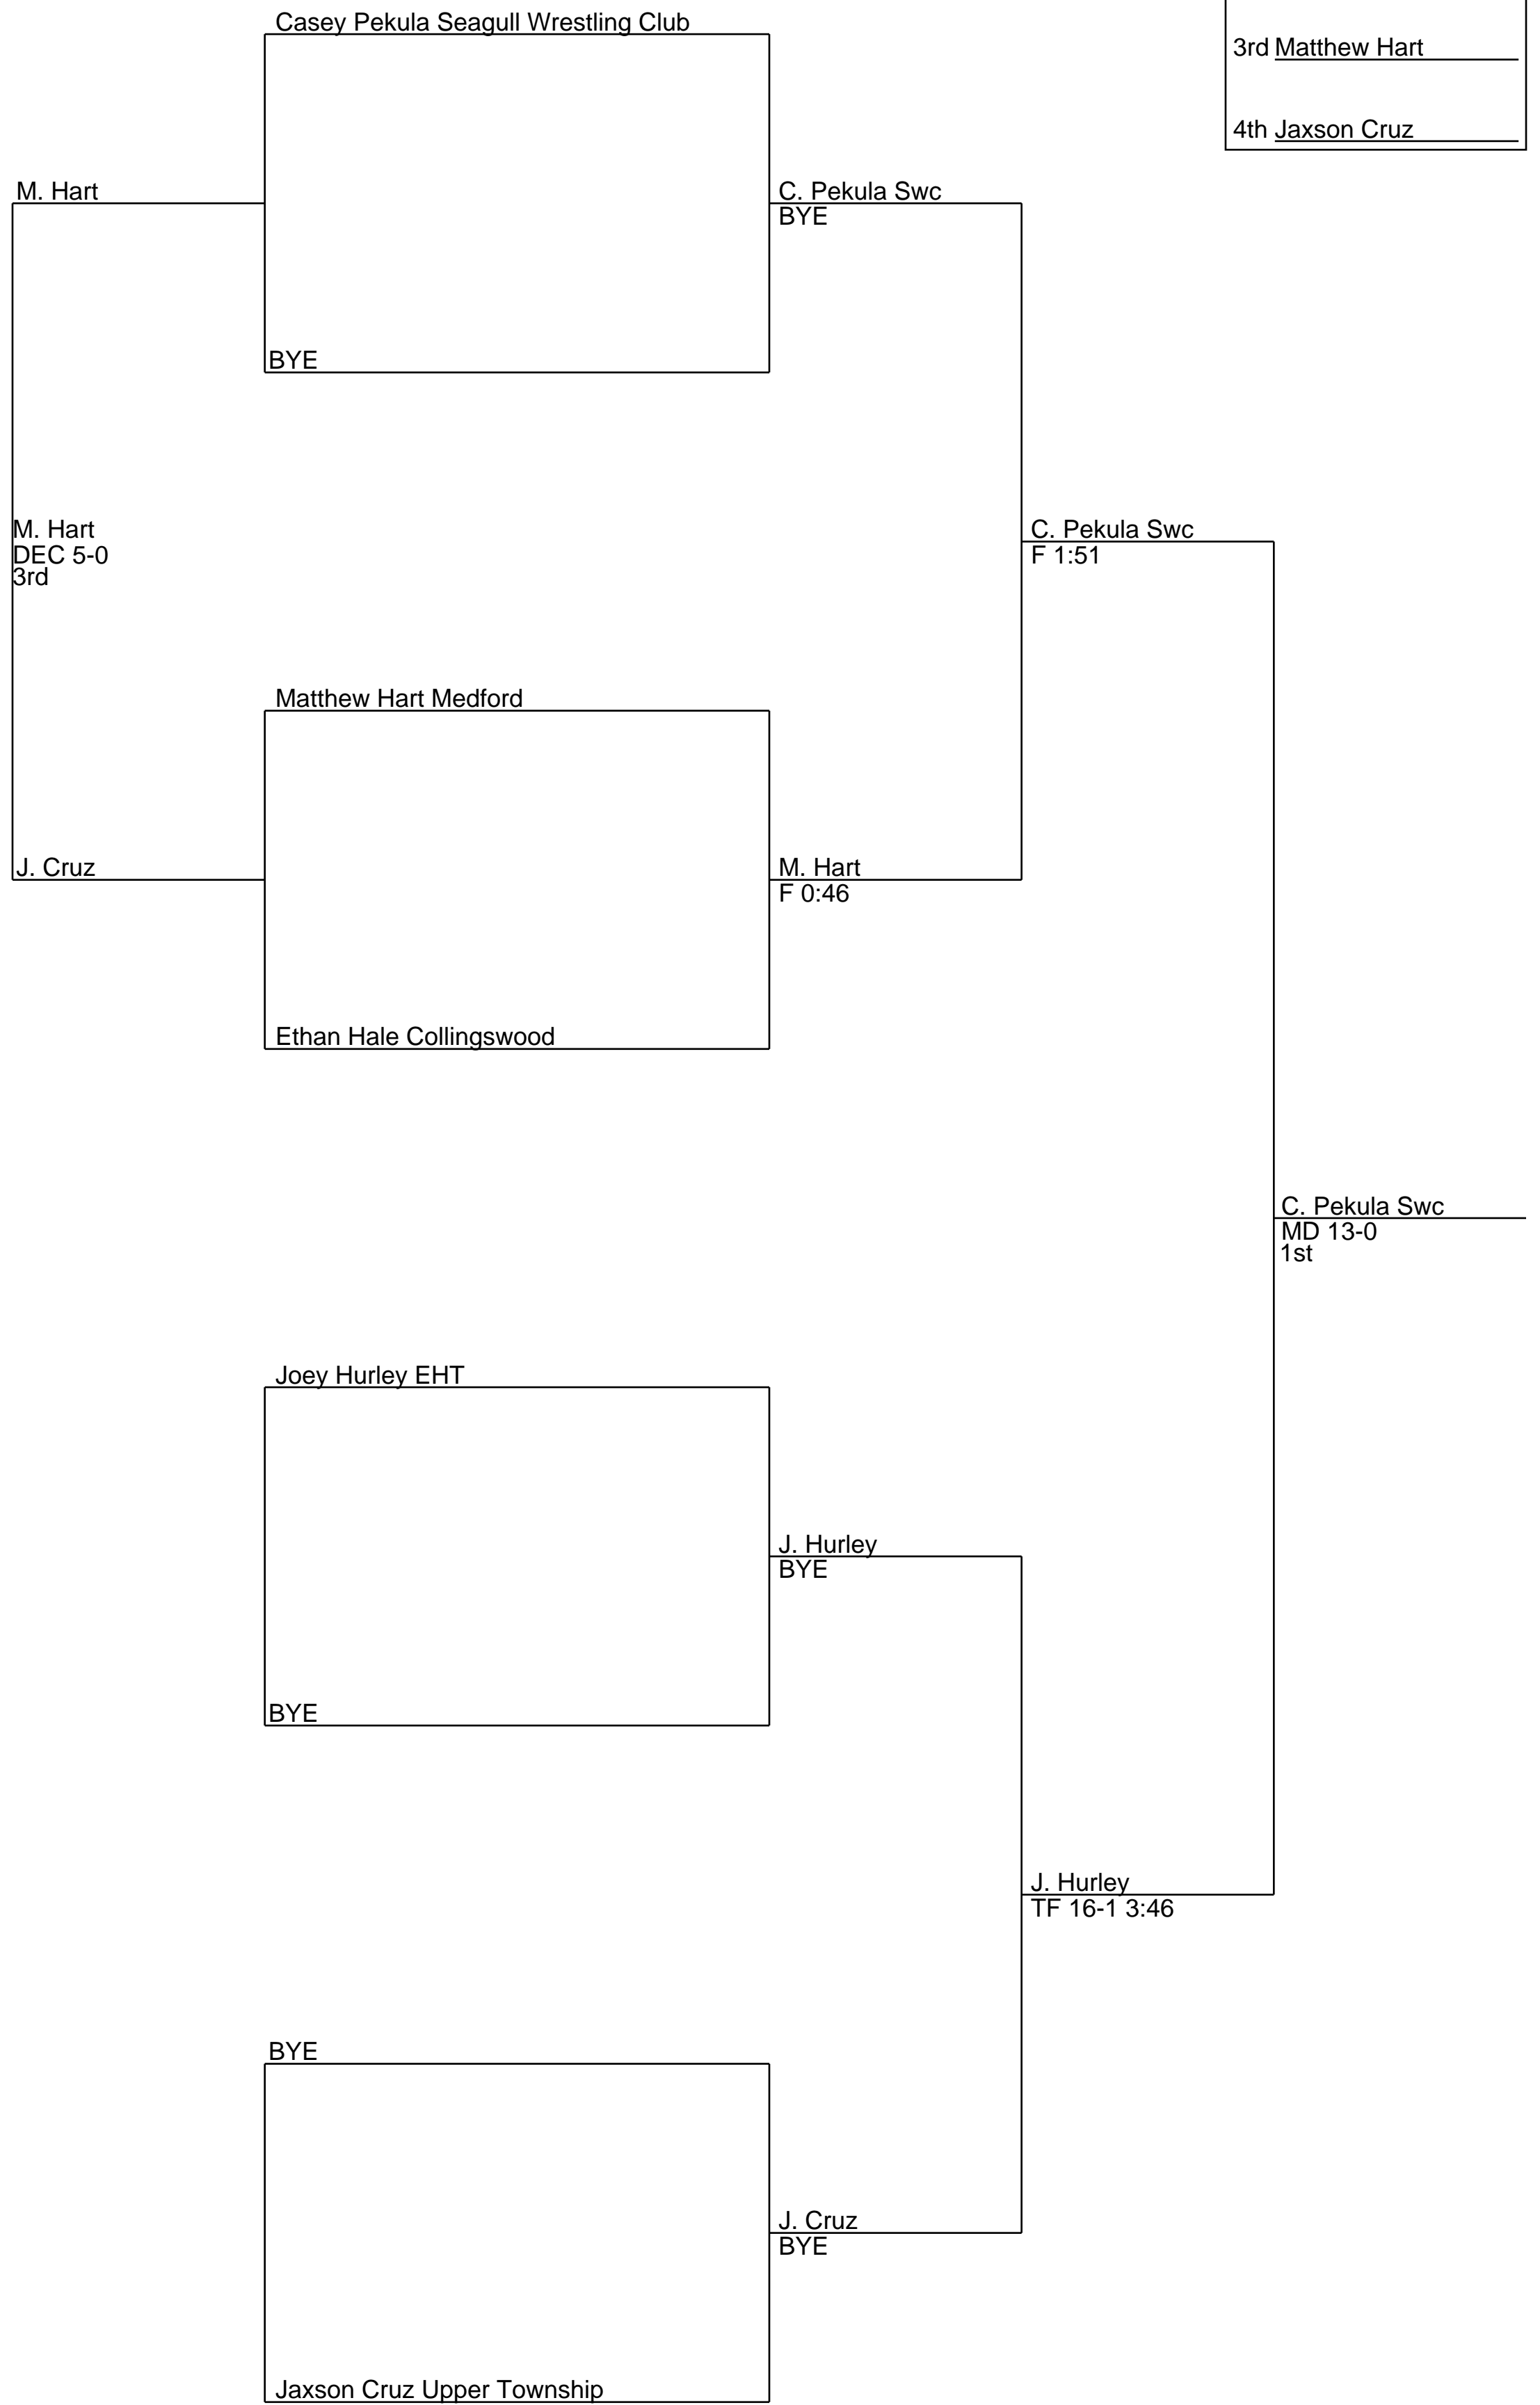 Casey Pekula Seagull Wrestling Club
3rd Matthew Hart
4th Jaxson Cruz
M. Hart
C. Pekula Swc
BYE
BYE
M. Hart
DEC 5-0
3rd
C. Pekula Swc
F 1:51
Matthew Hart Medford
J. Cruz
M. Hart
F 0:46
Ethan Hale Collingswood
C. Pekula Swc
MD 13-0
1st
Joey Hurley EHT
J. Hurley
BYE
BYE
J. Hurley
TF 16-1 3:46
BYE
J. Cruz
BYE
Jaxson Cruz Upper Township